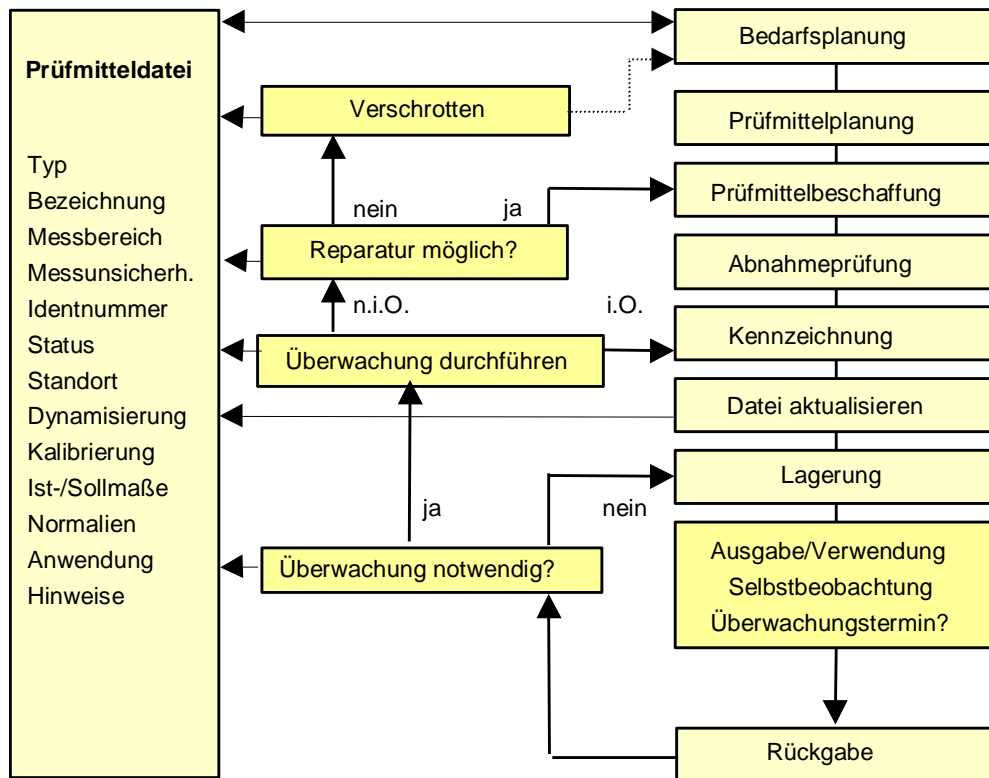 Prüfmitteldatei
Typ
Bezeichnung
Messbereich
Messunsicherh.
Identnummer
Status
Standort
Dynamisierung
Kalibrierung
Ist-/Sollmaße
Normalien
Anwendung
Hinweise
Verschrotten
nein
ja
Reparatur möglich?
n.i.O.
i.O.
Überwachung durchführen
ja
nein
Überwachung notwendig?
Bedarfsplanung
Prüfmittelplanung
Prüfmittelbeschaffung
Abnahmeprüfung
Kennzeichnung
Datei aktualisieren
Lagerung
Ausgabe/Verwendung
Selbstbeobachtung
Überwachungstermin?
Rückgabe